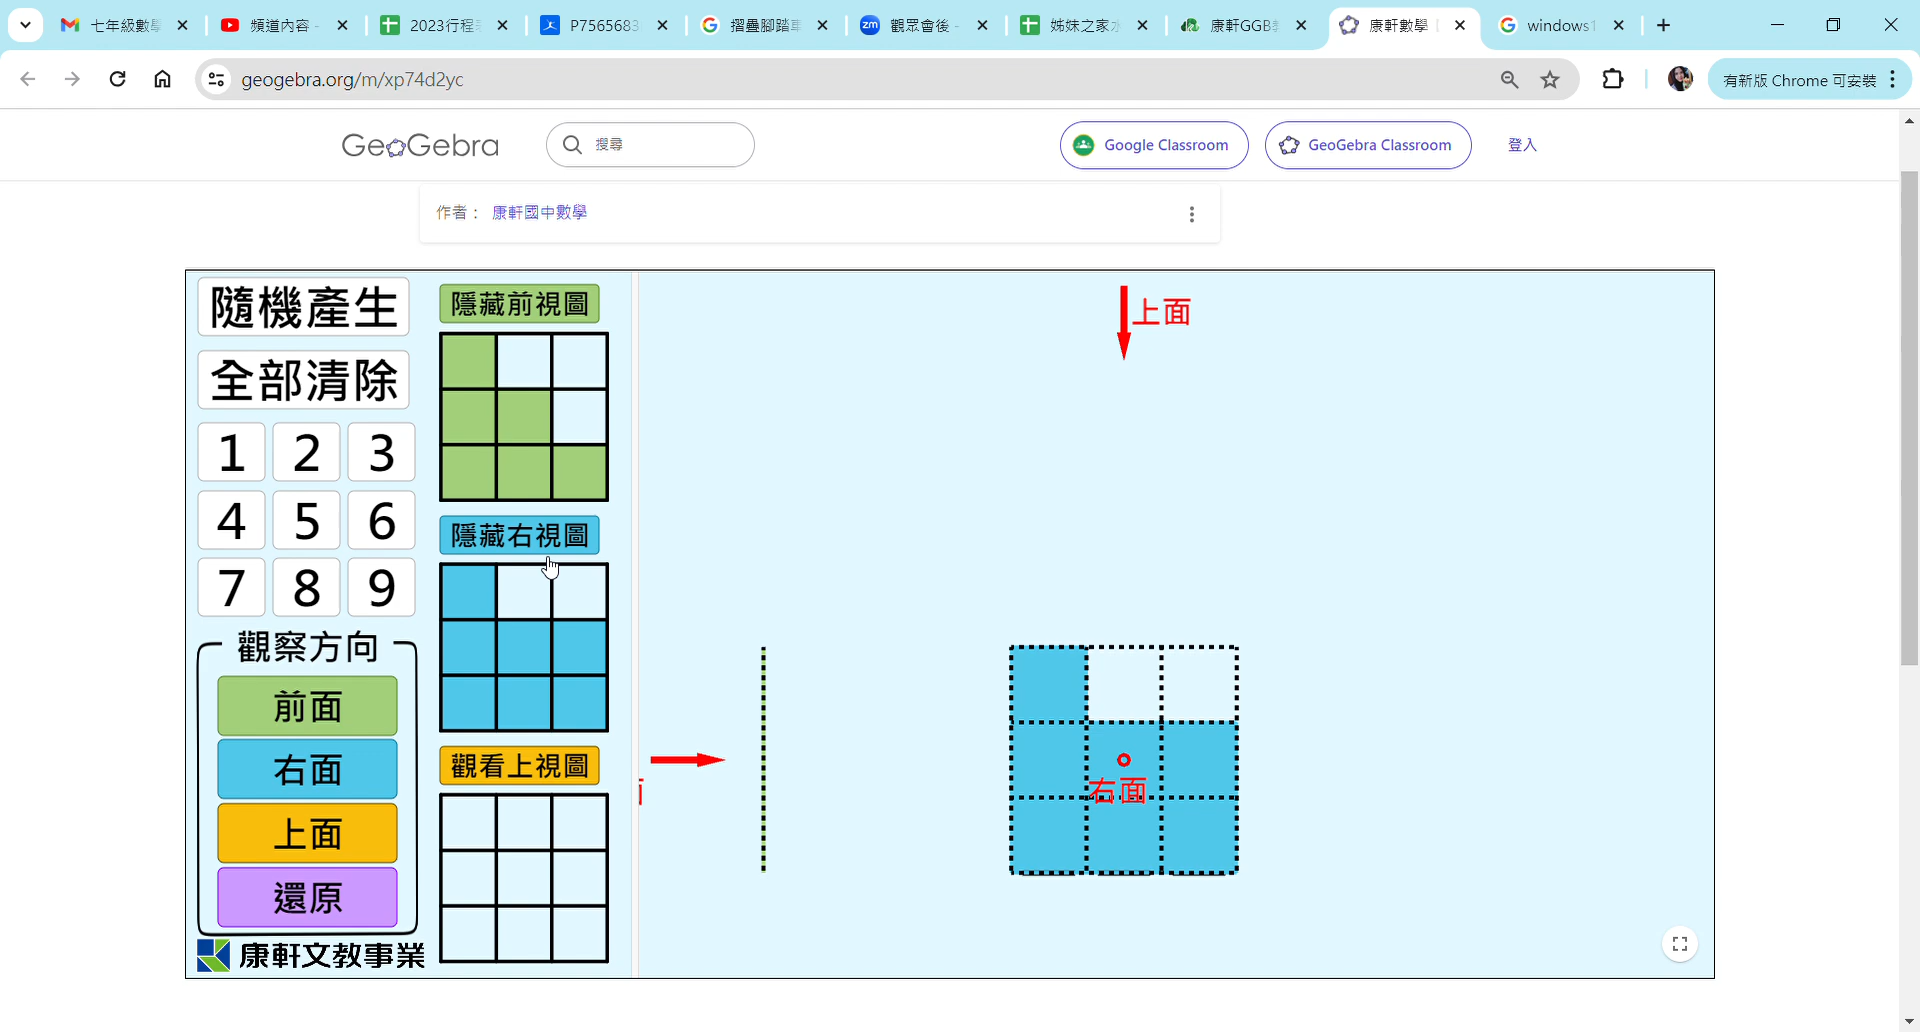 七年級數學
頻道內容 -
2023行程
P7565683
摺疊腳踏車
zm
觀眾會後 -
姊妹之家
康軒GGB
康軒數學
windows1
geogebra.org/m/xp74d2yc
有新版 Chrome 可安裝
GeoGebra
搜尋
Google Classroom
GeoGebra Classroom
登入
作者： 康軒國中數學
隨機產生
全部清除
1 2 3
4 5 6
7 8 9
觀察方向
前面
右面
上面
還原
康軒文教事業
隱藏前視圖
隱藏右視圖
觀看上視圖
上面
右面